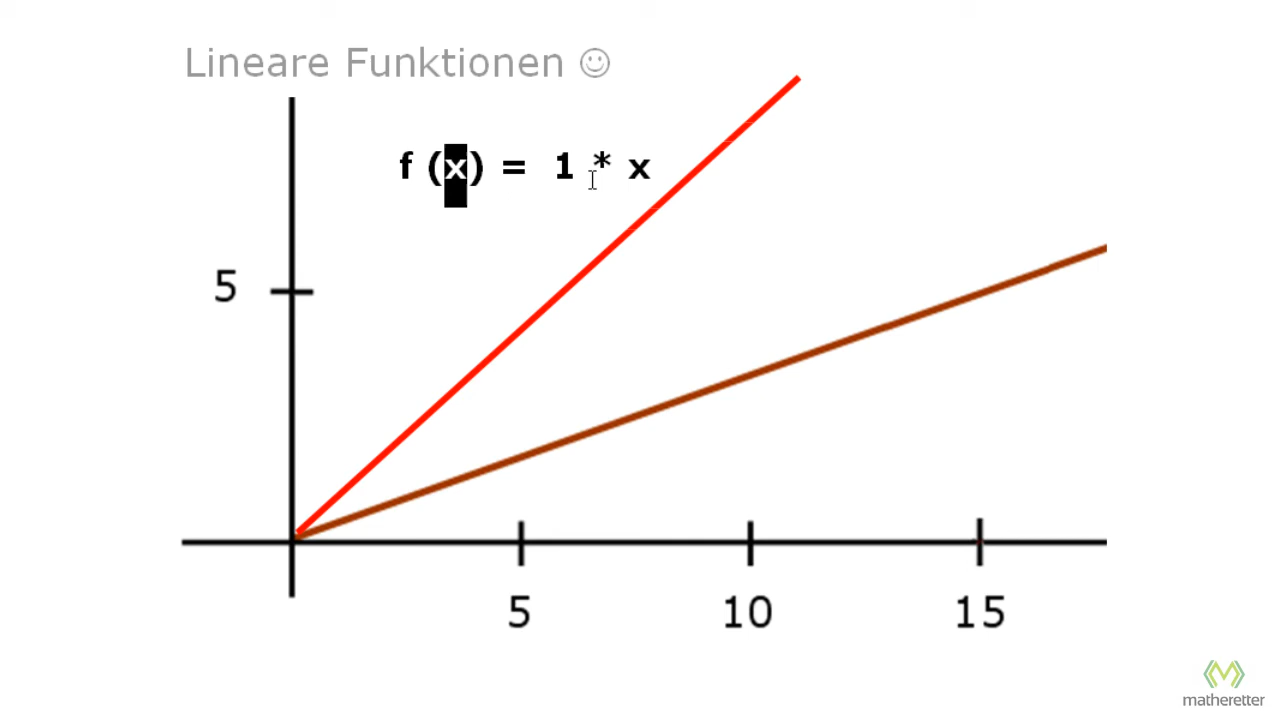 Lineare Funktionen ☺
f (x) = 1 * x
5
5 10 15
matheretter